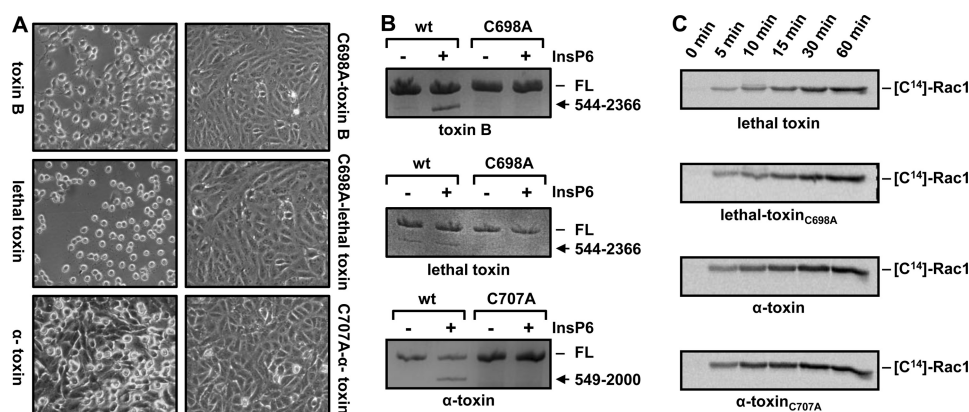 A
toxin B
C698A-toxin B
lethal toxin
C698A-lethal toxin
α- toxin
C707A-α- toxin
B
wt C698A
- + - + InsP6
– FL
544-2366
toxin B
wt C698A
- + - + InsP6
– FL
544-2366
lethal toxin
wt C707A
- + - + InsP6
– FL
549-2000
α-toxin
C
0 min 5 min 10 min 15 min 30 min 60 min
–[C¹⁴]-Rac1
lethal toxin
–[C¹⁴]-Rac1
lethal-toxinC698A
–[C¹⁴]-Rac1
α-toxin
–[C¹⁴]-Rac1
α-toxinC707A